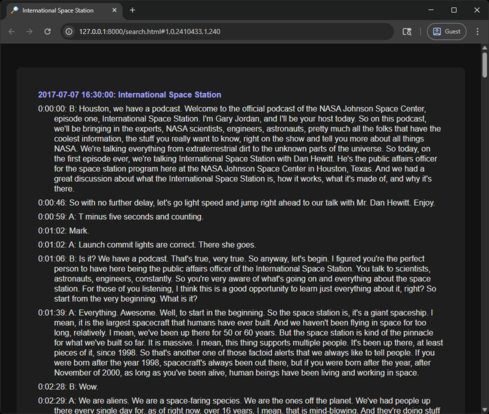 International Space Station
127.0.0.1:8000/search.html#1,0,2410433,1,240
Guest
2017-07-07 16:30:00: International Space Station
0:00:00: B: Houston, we have a podcast. Welcome to the official podcast of the NASA Johnson Space Center,
episode one, International Space Station. I'm Gary Jordan, and I'll be your host today. So on this podcast,
we'll be bringing in the experts, NASA scientists, engineers, astronauts, pretty much all the folks that have the
coolest information, the stuff you really want to know, right on the show and tell you more about all things
NASA. We're talking everything from extraterrestrial dirt to the unknown parts of the universe. So today, on
the first episode ever, we're talking International Space Station with Dan Hewitt. He's the public affairs officer
for the space station program here at the NASA Johnson Space Center in Houston, Texas. And we had a
great discussion about what the International Space Station is, how it works, what it's made of, and why it's
there.
0:00:46: So with no further delay, let's go light speed and jump right ahead to our talk with Mr. Dan Hewitt. Enjoy.
0:00:59: A: T minus five seconds and counting.
0:01:02: Mark.
0:01:02: A: Launch commit lights are correct. There she goes.
0:01:06: B: Is it? We have a podcast. That's true, very true. So anyway, let's begin. I figured you're the perfect
person to have here being the public affairs officer of the International Space Station. You talk to scientists,
astronauts, engineers, constantly. So you're very aware of what's going on and everything about the space
station. For those of you listening, I think this is a good opportunity to learn just everything about it, right? So
start from the very beginning. What is it?
0:01:39: A: Everything. Awesome. Well, to start in the beginning. So the space station is, it's a giant spaceship. I
mean, it is the largest spacecraft that humans have ever built. And we haven't been flying in space for too
long, relatively. I mean, we've been up there for 50 or 60 years. But the space station is kind of the pinnacle
for what we've built so far. It is massive. I mean, this thing supports multiple people. It's been up there, at least
pieces of it, since 1998. So that's another one of those factoid alerts that we always like to tell people. If you
were born after the year 1998, spacecraft's always been out there, but if you were born after the year, after
November of 2000, as long as you've been alive, human beings have been living and working in space.
0:02:28: B: Wow.
0:02:29: A: We are aliens. We are a space-faring species. We are the ones off the planet. We've had people up
there every single day for, as of right now, over 16 years. I mean, that is mind-blowing. And they're doing stuff